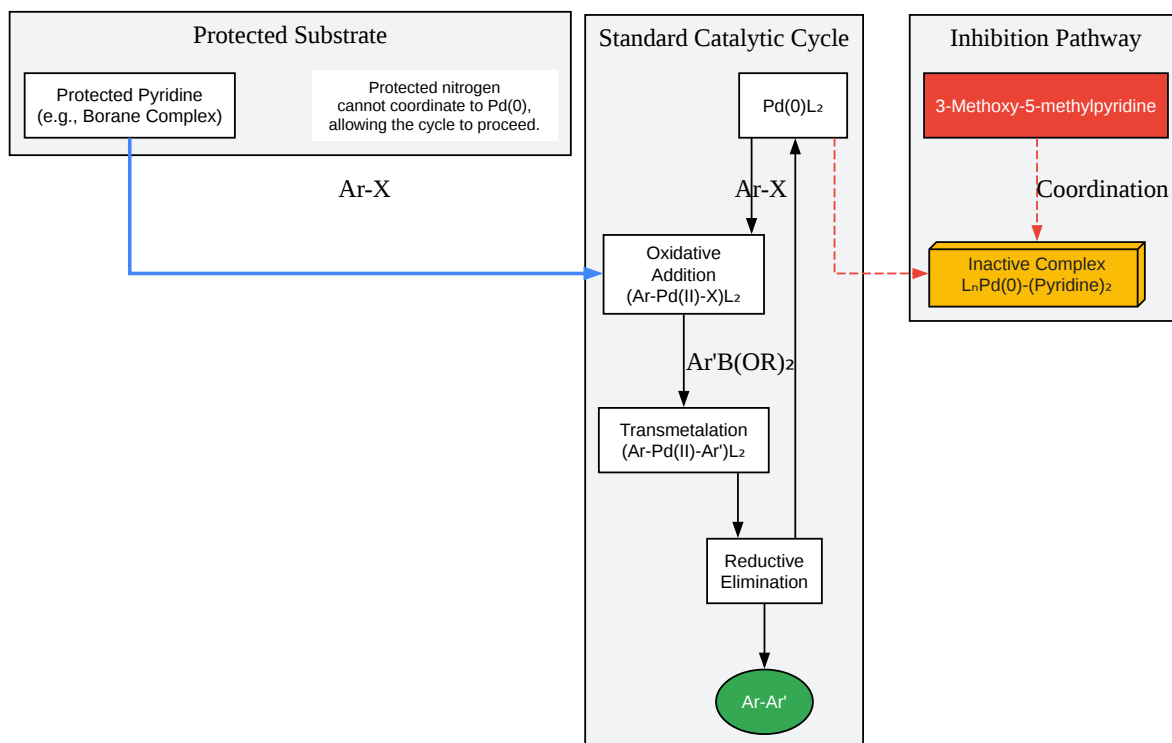 Protected Substrate
Protected Pyridine
(e.g., Borane Complex)
Protected nitrogen
cannot coordinate to Pd(0),
allowing the cycle to proceed.
Ar-X
Standard Catalytic Cycle
Pd(0)L₂
Ar-X
Oxidative
Addition
(Ar-Pd(II)-X)L₂
Ar'B(OR)₂
Transmetalation
(Ar-Pd(II)-Ar')L₂
Reductive
Elimination
Ar-Ar'
Inhibition Pathway
3-Methoxy-5-methylpyridine
Coordination
Inactive Complex
LₙPd(0)-(Pyridine)₂